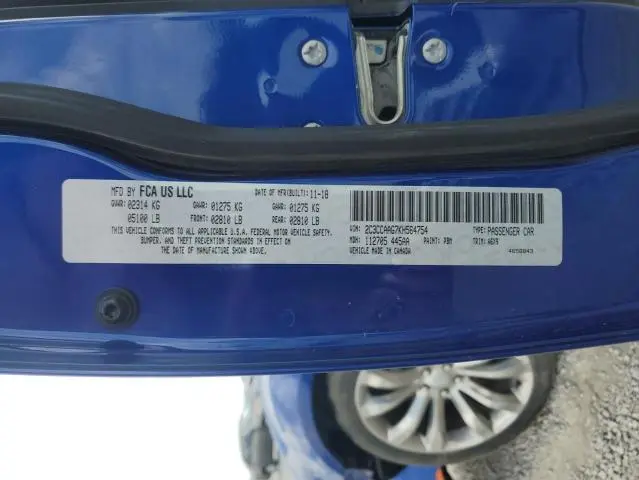 MFD BY FCA US LLC DATE OF MFR(BUILT): 11-18
GVWR: 02314 KG GAWR: 01275 KG GAWR: 01275 KG
05100 LB FRONT: 02810 LB REAR: 02810 LB
THIS VEHICLE CONFORMS TO ALL APPLICABLE U.S.A. FEDERAL MOTOR VEHICLE SAFETY,
BUMPER, AND THEFT PREVENTION STANDARDS IN EFFECT ON
THE DATE OF MANUFACTURE SHOWN ABOVE.
VIN: 2C3CCAAG7KH584754 TYPE: PASSENGER CAR
MDH: 112705 445AA PAINT: PBM TRIM: A6X9
VEHICLE MADE IN CANADA